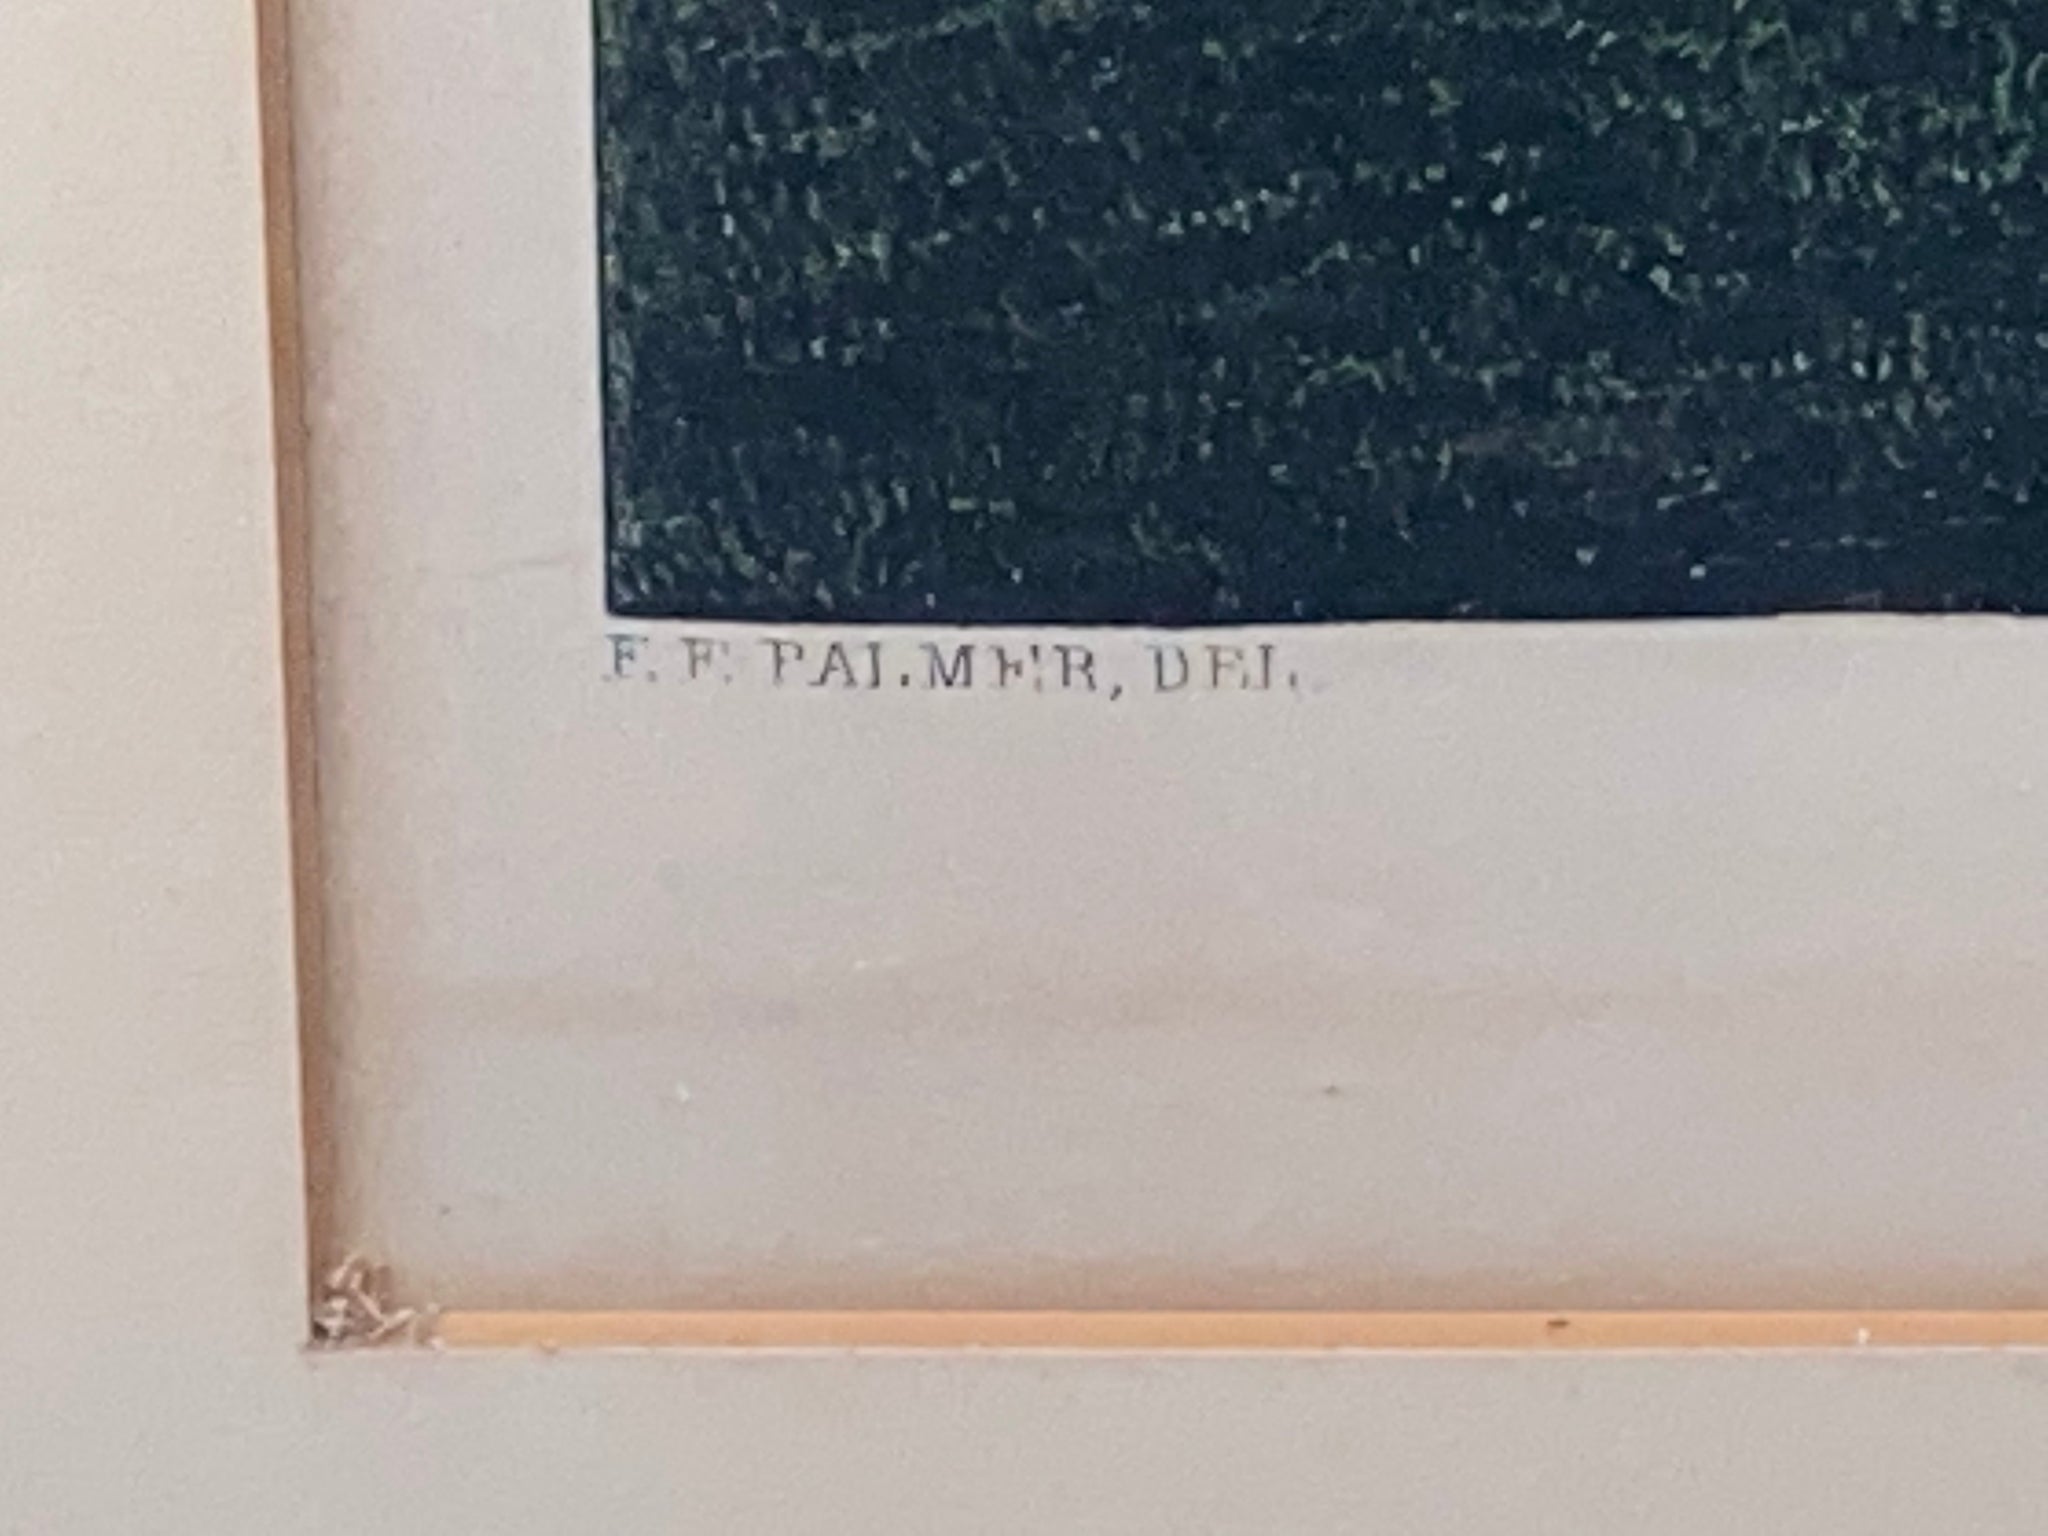 F. F. PALMER, DEL.